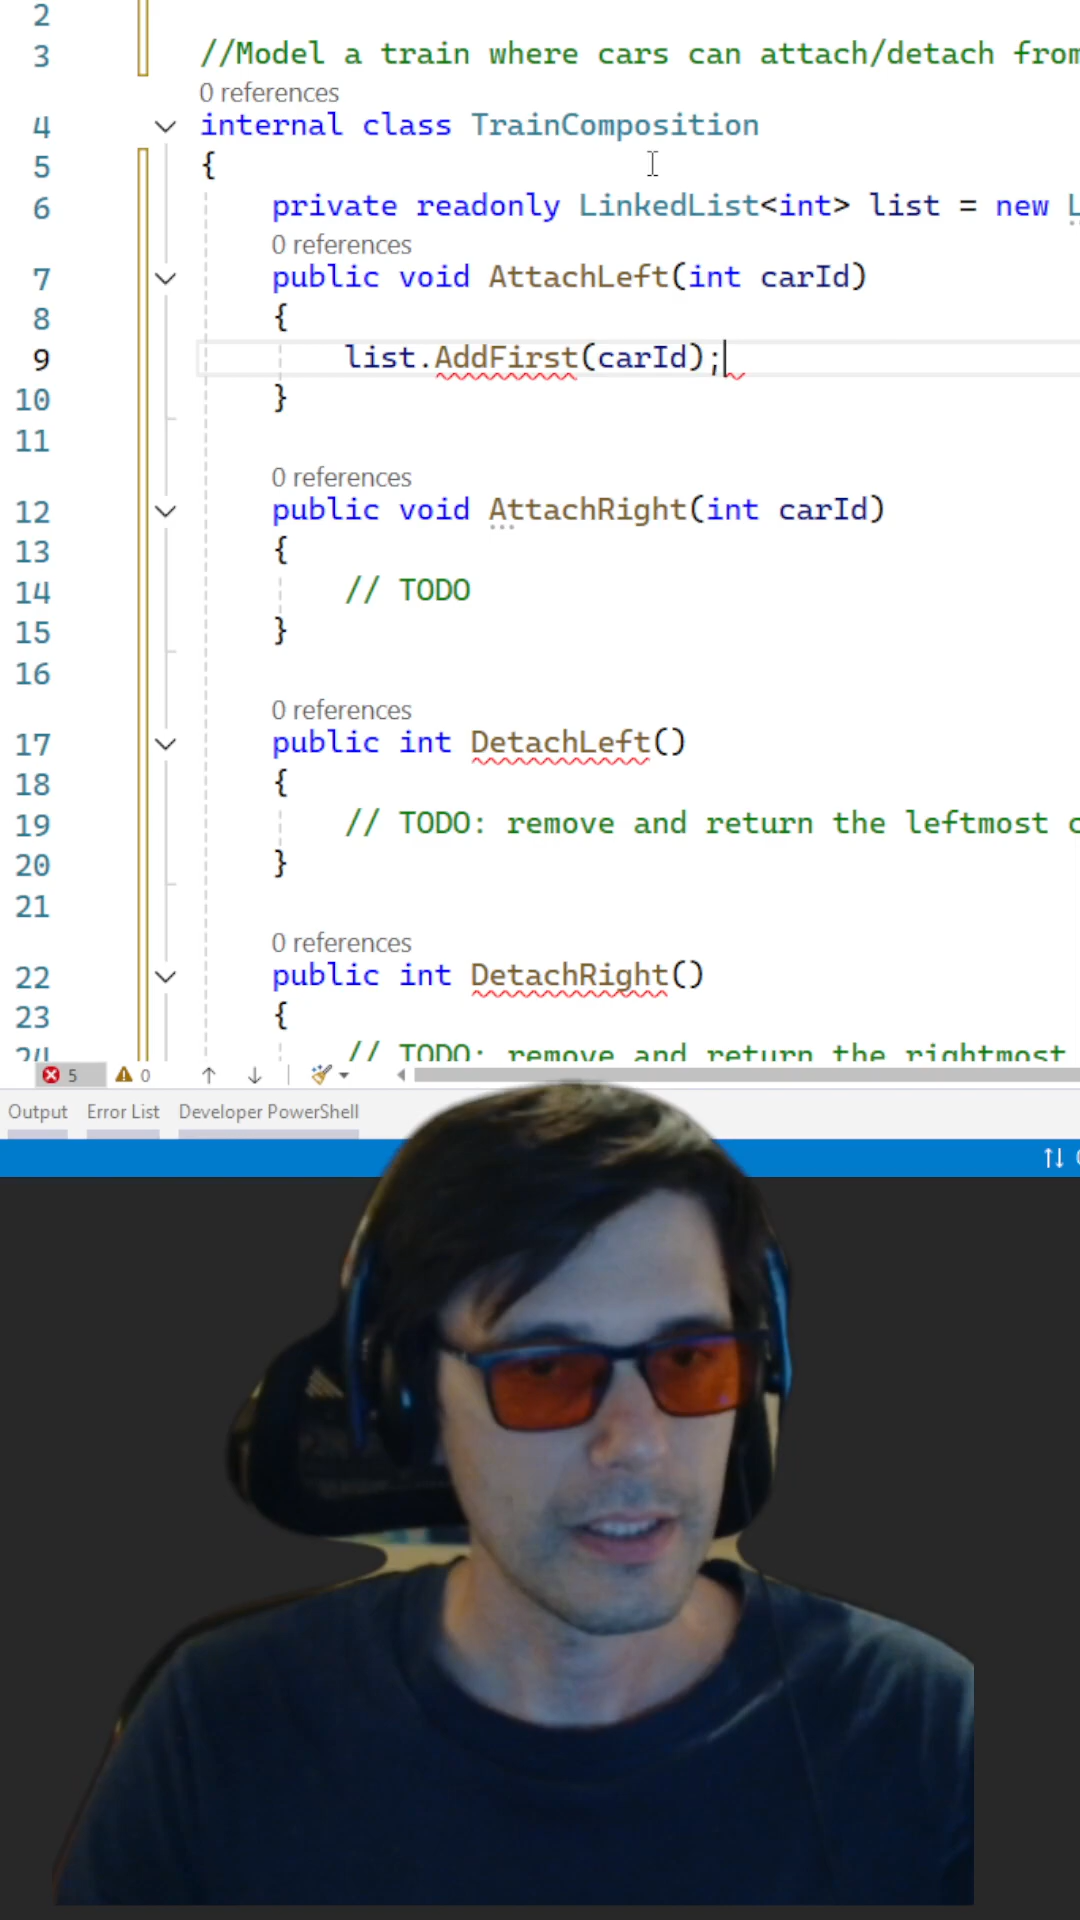 2
3 //Model a train where cars can attach/detach from
0 references
4 internal class TrainComposition
5 {
6 private readonly LinkedList<int> list = new L
0 references
7 public void AttachLeft(int carId)
8 {
9 list.AddFirst(carId);
10 }
11
0 references
12 public void AttachRight(int carId)
13 {
14 // TODO
15 }
16
0 references
17 public int DetachLeft()
18 {
19 // TODO: remove and return the leftmost c
20 }
21
0 references
22 public int DetachRight()
23 {
24 // TODO: remove and return the rightmost
5 0
Output Error List Developer PowerShell